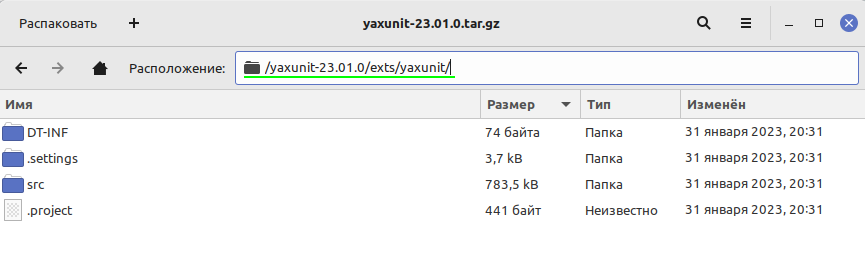 Распаковать
yaxunit-23.01.0.tar.gz
Расположение: /yaxunit-23.01.0/exts/yaxunit/
Имя Размер Тип Изменён
DT-INF 74 байта Папка 31 января 2023, 20:31
.settings 3,7 kB Папка 31 января 2023, 20:31
src 783,5 kB Папка 31 января 2023, 20:31
.project 441 байт Неизвестно 31 января 2023, 20:31